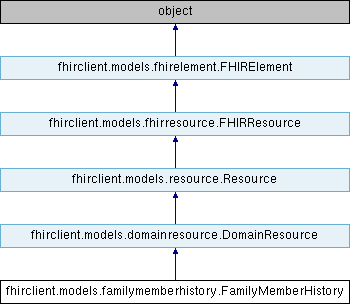 object
fhirclient.models.fhirelement.FHIRElement
fhirclient.models.fhirresource.FHIRResource
fhirclient.models.resource.Resource
fhirclient.models.domainresource.DomainResource
fhirclient.models.familymemberhistory.FamilyMemberHistory